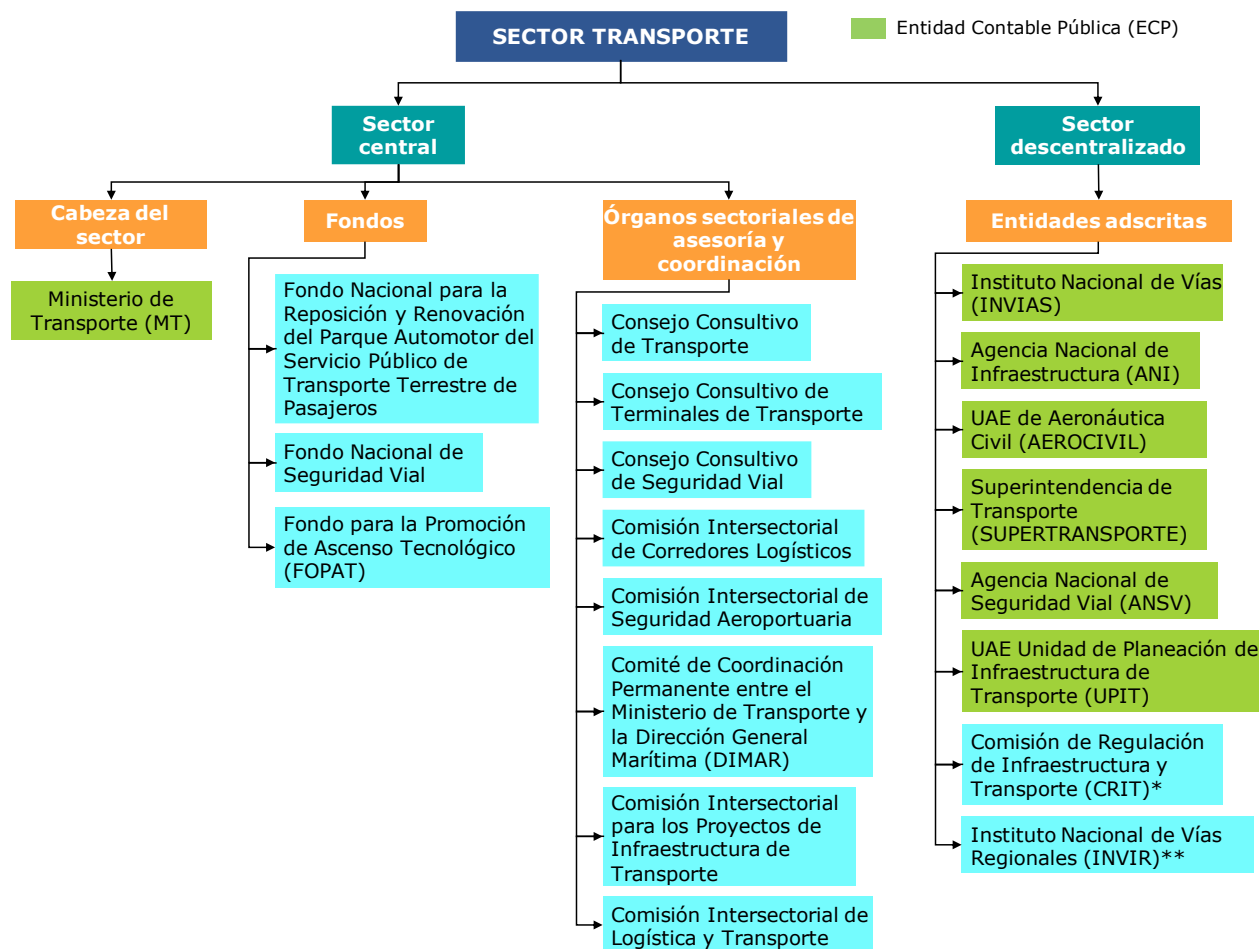 SECTOR TRANSPORTE
Entidad Contable Pública (ECP)
Sector
central
Sector
descentralizado
Cabeza del
sector
Fondos
Órganos sectoriales de
asesoría y
coordinación
Entidades adscritas
Ministerio de
Transporte (MT)
Fondo Nacional para la
Reposición y Renovación
del Parque Automotor del
Servicio Público de
Transporte Terrestre de
Pasajeros
Fondo Nacional de
Seguridad Vial
Fondo para la Promoción
de Ascenso Tecnológico
(FOPAT)
Consejo Consultivo
de Transporte
Consejo Consultivo de
Terminales de Transporte
Consejo Consultivo
de Seguridad Vial
Comisión Intersectorial
de Corredores Logísticos
Comisión Intersectorial de
Seguridad Aeroportuaria
Comité de Coordinación
Permanente entre el
Ministerio de Transporte y
la Dirección General
Marítima (DIMAR)
Comisión Intersectorial
para los Proyectos de
Infraestructura de
Transporte
Comisión Intersectorial de
Logística y Transporte
Instituto Nacional de Vías
(INVIAS)
Agencia Nacional de
Infraestructura (ANI)
UAE de Aeronáutica
Civil (AEROCIVIL)
Superintendencia de
Transporte
(SUPERTRANSPORTE)
Agencia Nacional de
Seguridad Vial (ANSV)
UAE Unidad de Planeación de
Infraestructura de
Transporte (UPIT)
Comisión de Regulación
de Infraestructura y
Transporte (CRIT)*
Instituto Nacional de Vías
Regionales (INVIR)**